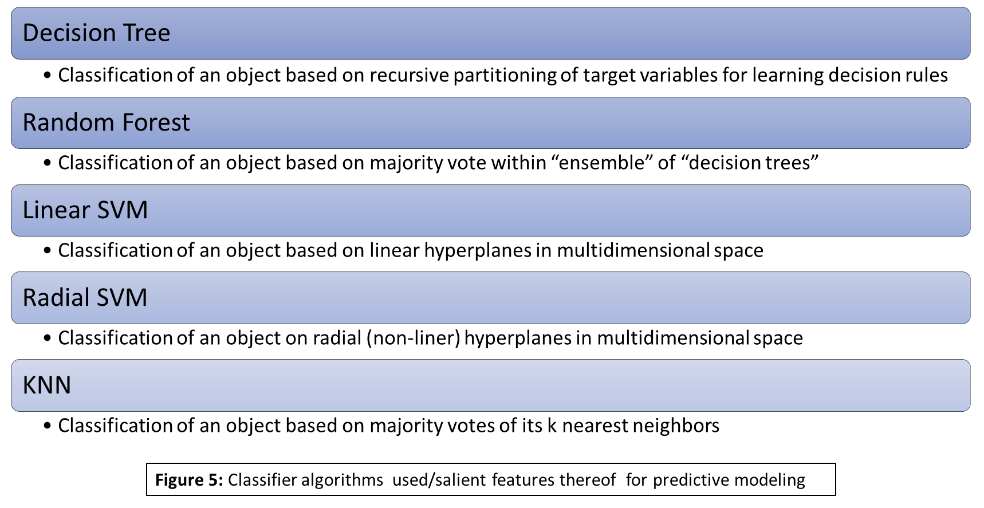 Decision Tree
• Classification of an object based on recursive partitioning of target variables for learning decision rules
Random Forest
• Classification of an object based on majority vote within “ensemble” of “decision trees”
Linear SVM
• Classification of an object based on linear hyperplanes in multidimensional space
Radial SVM
• Classification of an object on radial (non-liner) hyperplanes in multidimensional space
KNN
• Classification of an object based on majority votes of its k nearest neighbors
Figure 5: Classifier algorithms used/salient features thereof for predictive modeling